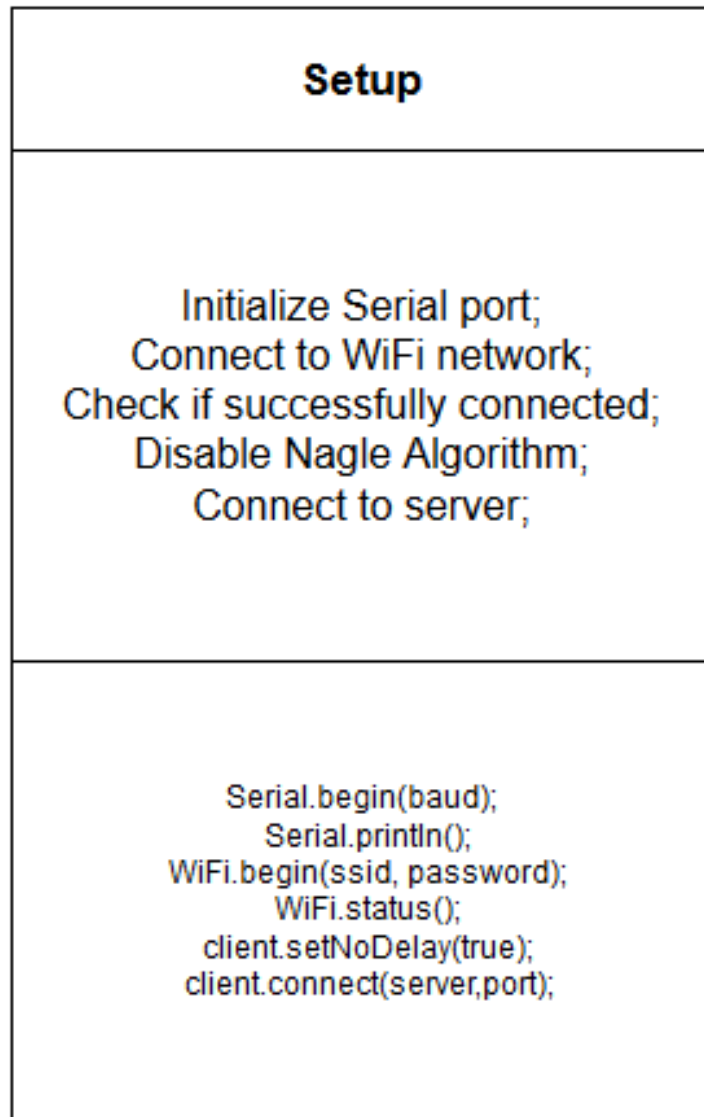 Setup
Initialize Serial port;
Connect to WiFi network;
Check if successfully connected;
Disable Nagle Algorithm;
Connect to server;
Serial.begin(baud);
Serial.println();
WiFi.begin(ssid, password);
WiFi.status();
client.setNoDelay(true);
client.connect(server,port);